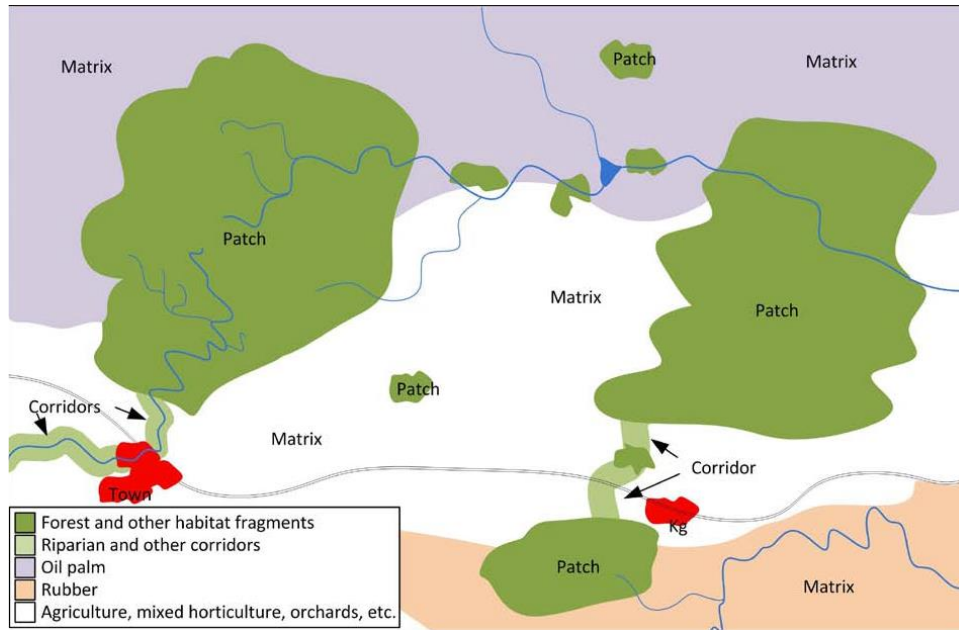 Matrix
Patch
Matrix
Patch
Matrix
Patch
Patch
Corridors
Matrix
Corridor
Town
Kg
Patch
Matrix
Forest and other habitat fragments
Riparian and other corridors
Oil palm
Rubber
Agriculture, mixed horticulture, orchards, etc.